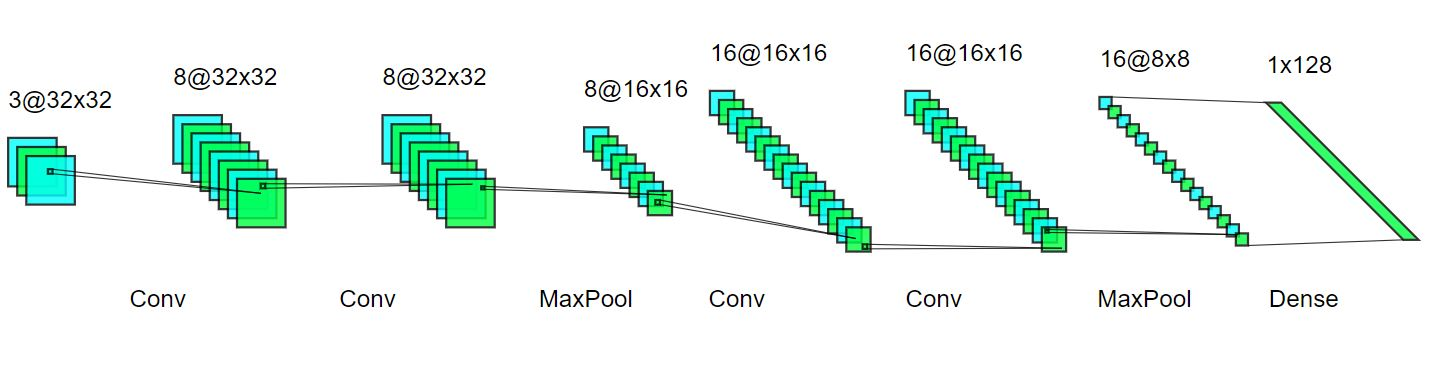 3@32x32
8@32x32
8@32x32
8@16x16
16@16x16
16@16x16
16@8x8
1x128
Conv
Conv
MaxPool
Conv
Conv
MaxPool
Dense